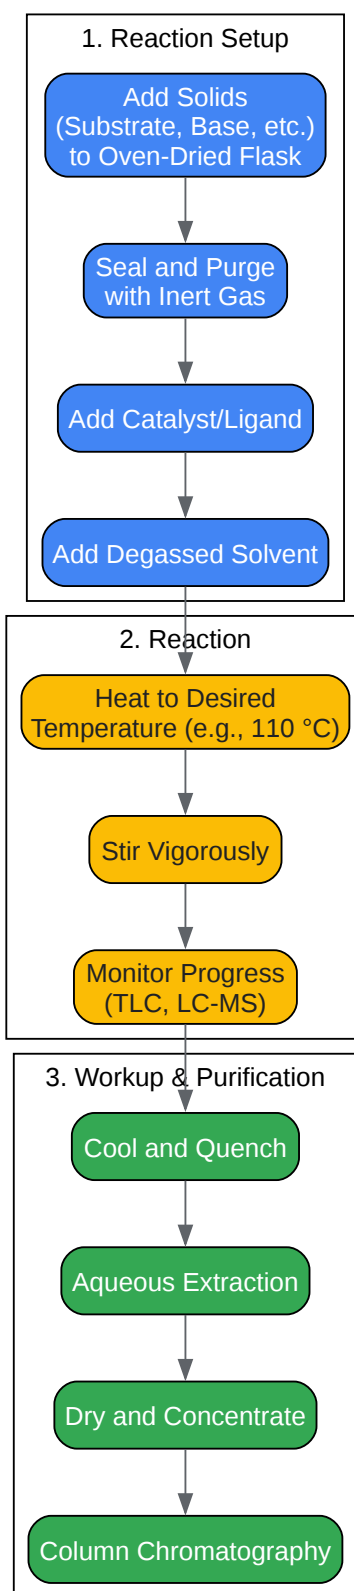 1. Reaction Setup
Add Solids
(Substrate, Base, etc.)
to Oven-Dried Flask
Seal and Purge
with Inert Gas
Add Catalyst/Ligand
Add Degassed Solvent
2. Reaction
Heat to Desired
Temperature (e.g., 110 °C)
Stir Vigorously
Monitor Progress
(TLC, LC-MS)
3. Workup & Purification
Cool and Quench
Aqueous Extraction
Dry and Concentrate
Column Chromatography